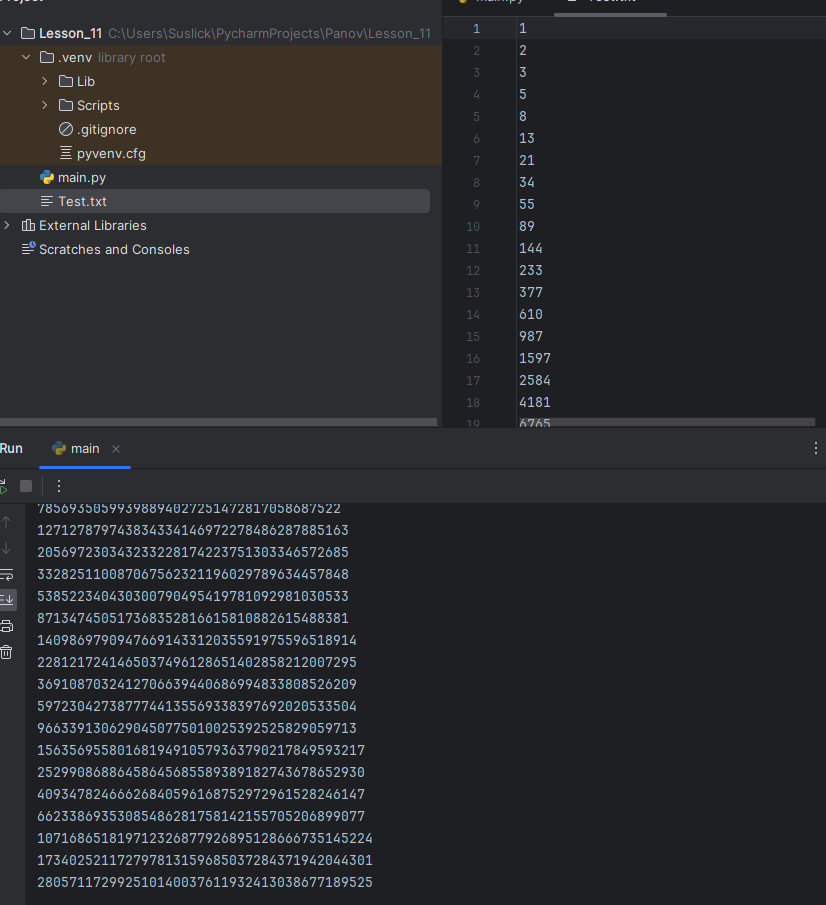 Project
Lesson_11 C:\Users\Suslick\PycharmProjects\Panov\Lesson_11
.venv library root
Lib
Scripts
.gitignore
pyvenv.cfg
main.py
Test.txt
External Libraries
Scratches and Consoles
main.py
Test.txt
1 1
2 2
3 3
4 5
5 8
6 13
7 21
8 34
9 55
10 89
11 144
12 233
13 377
14 610
15 987
16 1597
17 2584
18 4181
19 6765
Run main
78569350599398894027251472817058687522
127127879743834334146972278486287885163
205697230343233228174223751303346572685
332825110087067562321196029789634457848
538522340430300790495419781092981030533
871347450517368352816615810882615488381
1409869790947669143312035591975596518914
2281217241465037496128651402858212007295
3691087032412706639440686994833808526209
5972304273877744135569338397692020533504
9663391306290450775010025392525829059713
15635695580168194910579363790217849593217
25299086886458645685589389182743678652930
40934782466626840596168752972961528246147
66233869353085486281758142155705206899077
107168651819712326877926895128666735145224
173402521172797813159685037284371942044301
280571172992510140037611932413038677189525